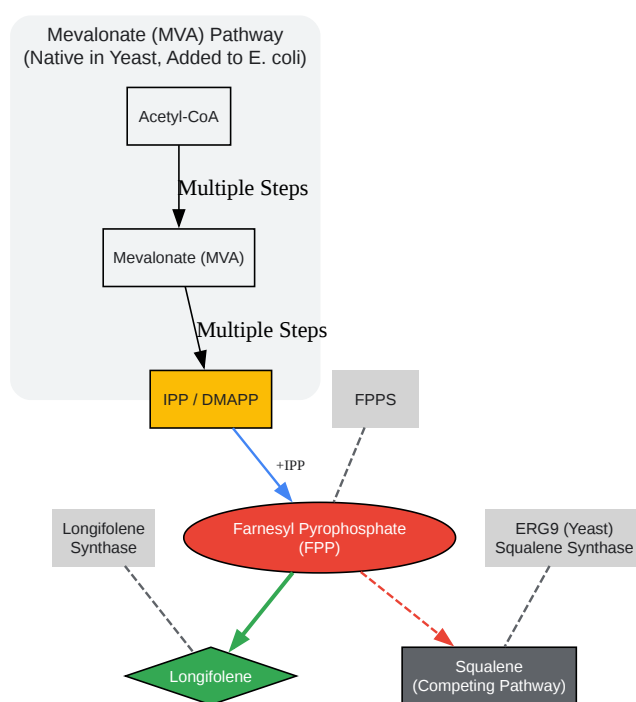 Mevalonate (MVA) Pathway
(Native in Yeast, Added to E. coli)
Acetyl-CoA
Multiple Steps
Mevalonate (MVA)
Multiple Steps
IPP / DMAPP
FPPS
+IPP
Longifolene
Synthase
Farnesyl Pyrophosphate
(FPP)
ERG9 (Yeast)
Squalene Synthase
Longifolene
Squalene
(Competing Pathway)